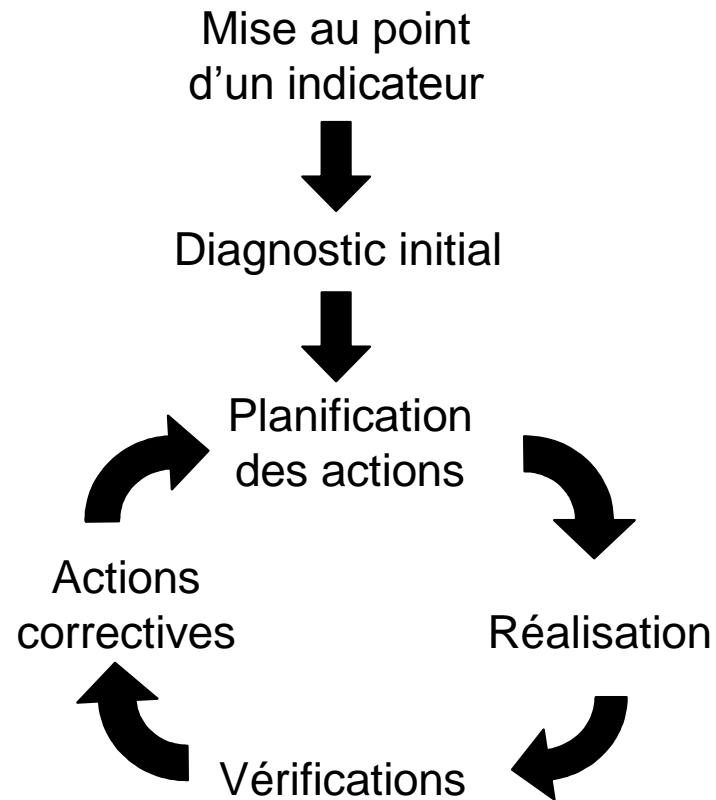 Mise au point
d’un indicateur
Diagnostic initial
Planification
des actions
Actions
correctives
Réalisation
Vérifications